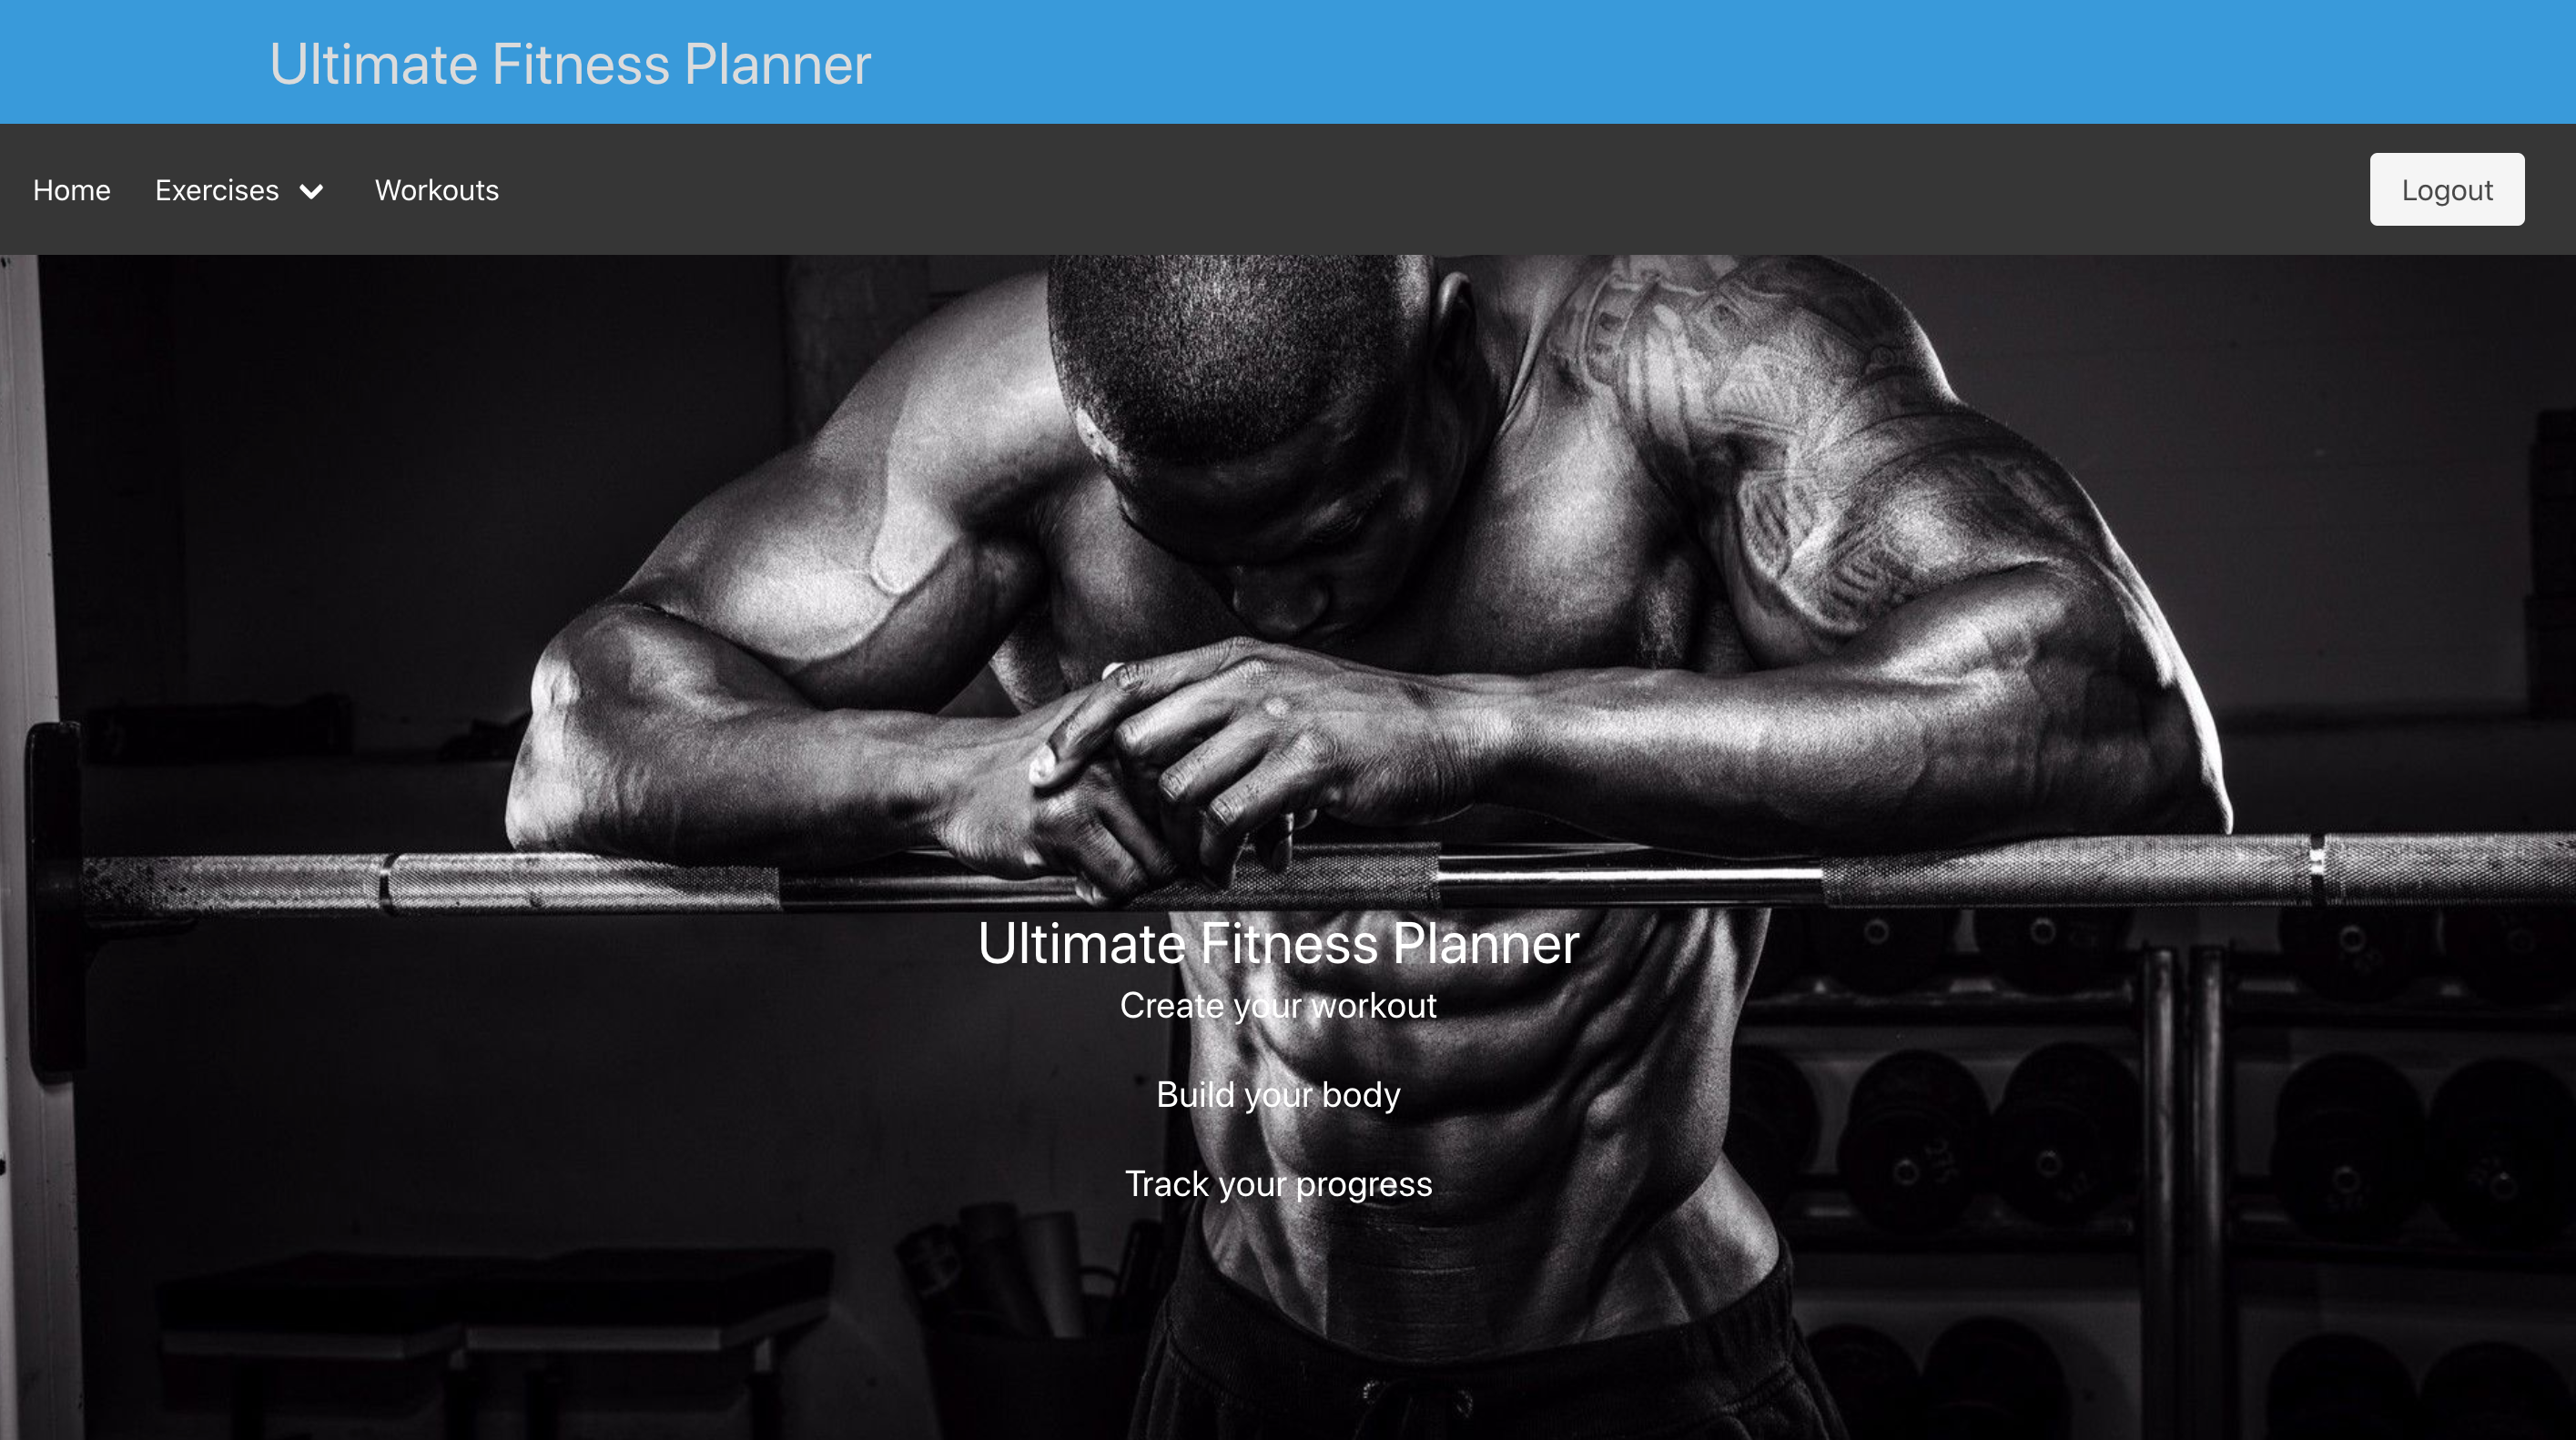 Ultimate Fitness Planner
Home Exercises Workouts Logout
Ultimate Fitness Planner
Create your workout
Build your body
Track your progress